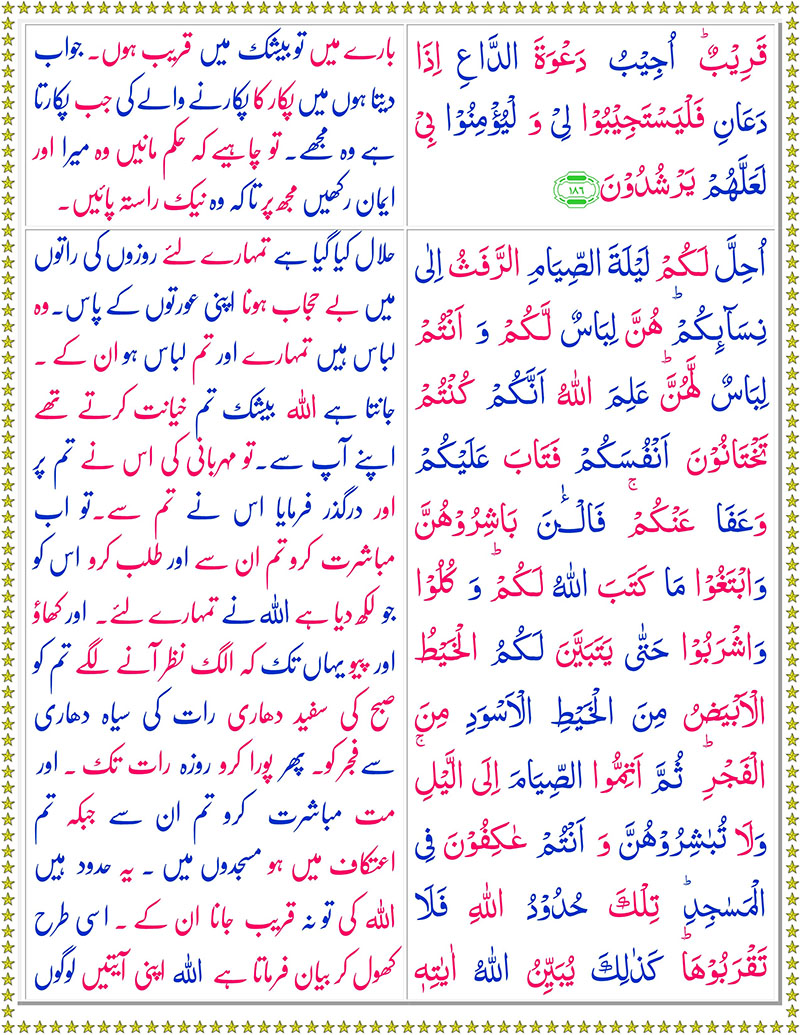 قَرِيْبٌ ؕ اُجِيْبُ دَعْوَةَ الدَّاعِ اِذَا
دَعَانِ فَلْيَسْتَجِيْبُوْا لِيْ وَ لْيُؤْمِنُوْا بِيْ
لَعَلَّهُمْ يَرْشُدُوْنَ ۱۸۶
بارے میں تو بیشک میں قریب ہوں۔ جواب
دیتا ہوں میں پکار کا پکارنے والے کی جب پکارتا
ہے وہ مجھے۔ تو چاہیے کہ حکم مانیں وہ میرا اور
ایمان رکھیں مجھ پر تاکہ وہ نیک راستہ پائیں۔
اُحِلَّ لَكُمْ لَيْلَةَ الصِّيَامِ الرَّفَثُ اِلٰى
نِسَآئِكُمْ ؕ هُنَّ لِبَاسٌ لَّكُمْ وَ اَنْتُمْ
لِبَاسٌ لَّهُنَّ ؕ عَلِمَ اللّٰهُ اَنَّكُمْ كُنْتُمْ
تَخْتَانُوْنَ اَنْفُسَكُمْ فَتَابَ عَلَيْكُمْ
وَعَفَا عَنْكُمْ ۚ فَالْـٰٔنَ بَاشِرُوْهُنَّ
وَابْتَغُوْا مَا كَتَبَ اللّٰهُ لَكُمْ ؕ وَ كُلُوْا
وَاشْرَبُوْا حَتّٰى يَتَبَيَّنَ لَكُمُ الْخَيْطُ
الْاَبْيَضُ مِنَ الْخَيْطِ الْاَسْوَدِ مِنَ
الْفَجْرِ ؕ ثُمَّ اَتِمُّوا الصِّيَامَ اِلَى الَّيْلِ ۚ
وَلَا تُبَاشِرُوْهُنَّ وَ اَنْتُمْ عٰكِفُوْنَ فِى
الْمَسٰجِدِ ؕ تِلْكَ حُدُوْدُ اللّٰهِ فَلَا
تَقْرَبُوْهَا ؕ كَذٰلِكَ يُبَيِّنُ اللّٰهُ اٰيٰتِهٖ
حلال کیا گیا ہے تمہارے لئے روزوں کی راتوں
میں بے حجاب ہونا اپنی عورتوں کے پاس۔ وہ
لباس ہیں تمہارے اور تم لباس ہو ان کے ۔
جانتا ہے اللہ بیشک تم خیانت کرتے تھے
اپنے آپ سے۔ تو مہربانی کی اس نے تم پر
اور درگذر فرمایا اس نے تم سے۔ تو اب
مباشرت کرو تم ان سے اور طلب کرو اس کو
جو لکھ دیا ہے اللہ نے تمہارے لئے۔ اور کھاؤ
اور پیو یہاں تک کہ الگ نظر آنے لگے تم کو
صبح کی سفید دھاری رات کی سیاہ دھاری
سے فجر کو۔ پھر پورا کرو روزہ رات تک ۔ اور
مت مباشرت کرو تم ان سے جبکہ تم
اعتکاف میں ہو مسجدوں میں ۔ یہ حدود ہیں
اللہ کی تو نہ قریب جانا ان کے ۔ اسی طرح
کھول کر بیان فرماتا ہے اللہ اپنی آیتیں لوگوں